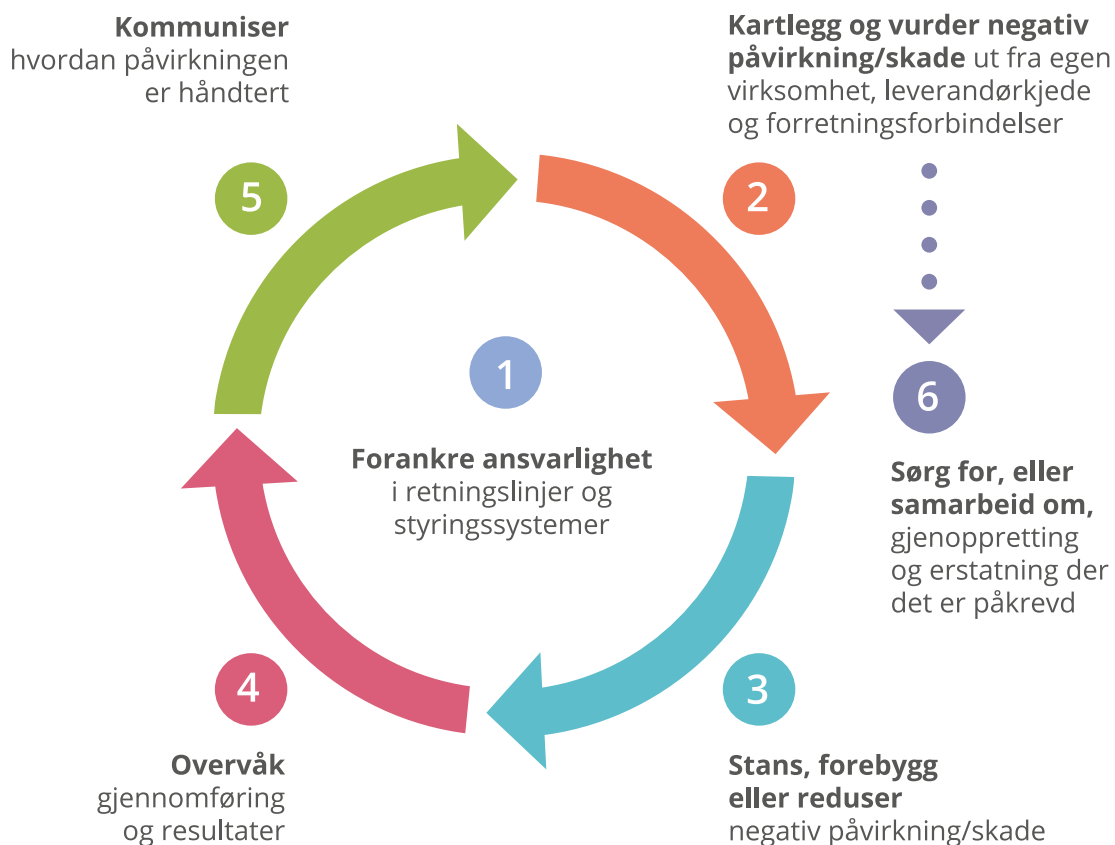 1
Forankre ansvarlighet
i retningslinjer og
styringssystemer
2
Kartlegg og vurder negativ
påvirkning/skade ut fra egen
virksomhet, leverandørkjede
og forretningsforbindelser
3
Stans, forebygg
eller reduser
negativ påvirkning/skade
4
Overvåk
gjennomføring
og resultater
5
Kommuniser
hvordan påvirkningen
er håndtert
6
Sørg for, eller
samarbeid om,
gjenoppretting
og erstatning der
det er påkrevd